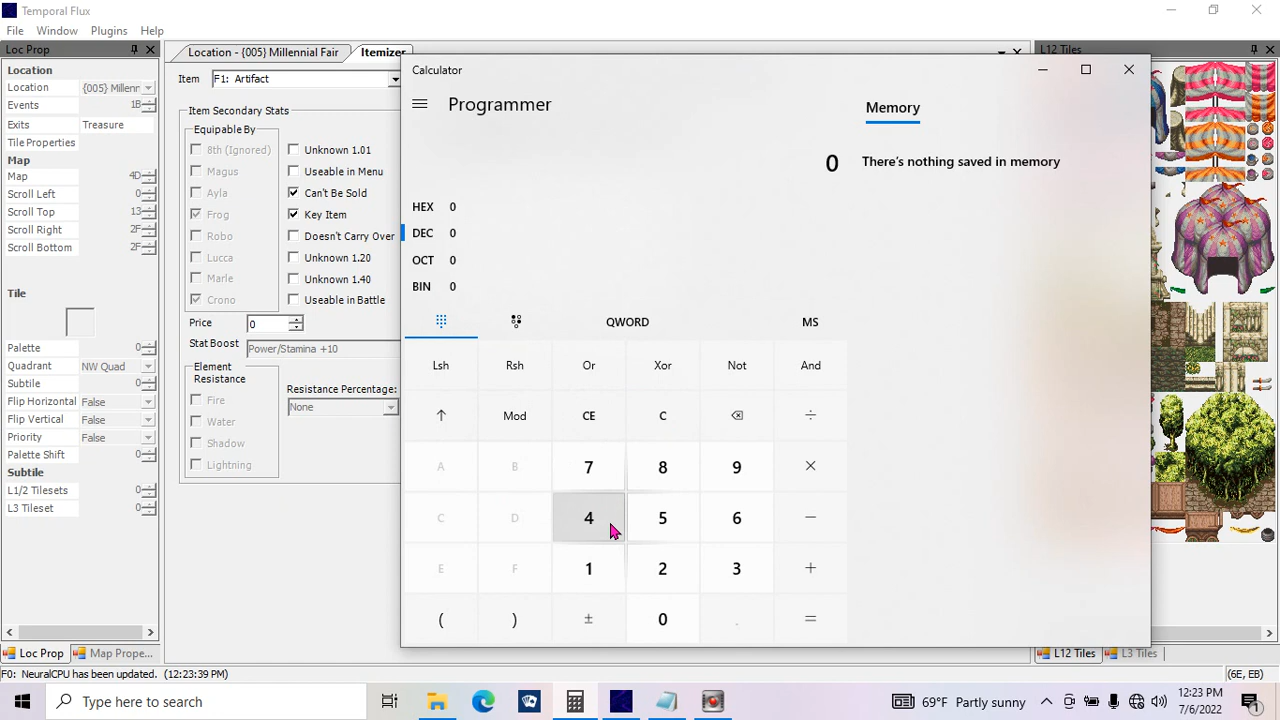 Temporal Flux
File Window Plugins Help
Loc Prop
Location - {005} Millennial Fair
Itemizer
L12 Tiles
Location
Location {005} Millenn
Events 1B
Exits Treasure
Tile Properties
Map
Map 4D
Scroll Left 0
Scroll Top 13
Scroll Right 2F
Scroll Bottom 2F
Tile
Palette 0
Quadrant NW Quad
Subtile 0
Flip Horizontal False
Flip Vertical False
Priority False
Palette Shift 0
Subtile
L1/2 Tilesets 0
L3 Tileset 0
Item F1: Artifact
Item Secondary Stats
Equipable By
8th (Ignored)
Magus
Ayla
Frog
Robo
Lucca
Marle
Crono
Unknown 1.01
Useable in Menu
Can't Be Sold
Key Item
Doesn't Carry Over
Unknown 1.20
Unknown 1.40
Useable in Battle
Price 0
Stat Boost Power/Stamina +10
Element
Resistance
Fire
Water
Shadow
Lightning
Resistance Percentage:
None
Calculator
Programmer
0
HEX 0
DEC 0
OCT 0
BIN 0
QWORD MS
Lsh Rsh Or Xor Not And
Mod CE C ÷
A B 7 8 9 ×
C D 4 5 6 −
E F 1 2 3 +
( ) ± 0 . =
Memory
There's nothing saved in memory
Loc Prop Map Prope...
L12 Tiles L3 Tiles
F0: NeuralCPU has been updated. (12:23:39 PM)
(6E, EB)
Type here to search
69°F Partly sunny
12:23 PM
7/6/2022
1